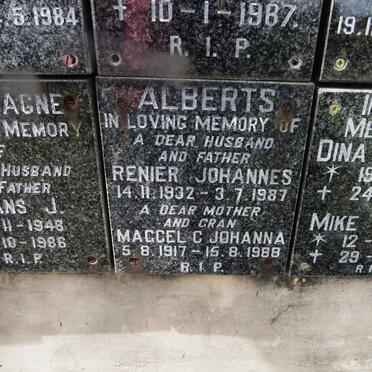 .5.1984
✝ 10-1-1987.
R.I.P.
19.1
AGNE
MEMOR
F
HUSBAND
FATHER
ANS J.
11-1948
10-1986
R.I.P.
ALBERTS
IN LOVING MEMORY OF
A DEAR HUSBAND
AND FATHER
RENIER JOHANNES
14.11.1932 - 3.7.1987
A DEAR MOTHER
AND GRAN
MAGGEL C JOHANNA
5.8.1917 - 15.8.1988
R.I.P.
I
ME
DINA
* 19
✝ 24
MIKE
* 12-
✝ 29-
R.I